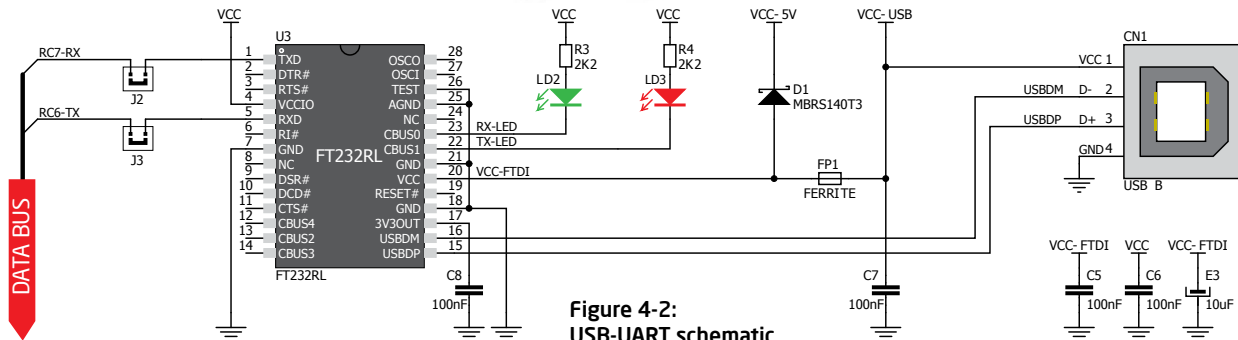 VCC
VCC
VCC
VCC-5V
VCC-USB
U3
CN1
RC7-RX
J2
RC6-TX
J3
DATA BUS
1 TXD
2 DTR#
3 RTS#
4 VCCIO
5 RXD
6 RI#
7 GND
8 NC
9 DSR#
10 DCD#
11 CTS#
12 CBUS4
13 CBUS2
14 CBUS3
FT232RL
OSCO 28
OSCI 27
TEST 26
AGND 25
NC 24
CBUS0 23
CBUS1 22
GND 21
VCC 20
RESET# 19
GND 18
3V3OUT 17
USBDM 16
USBDP 15
FT232RL
RX-LED
TX-LED
VCC-FTDI
R3
2K2
LD2
R4
2K2
LD3
D1
MBRS140T3
FP1
FERRITE
VCC 1
USBDM D- 2
USBDP D+ 3
GND 4
USB B
C8
100nF
C7
100nF
VCC-FTDI
C5
100nF
VCC
C6
100nF
VCC-FTDI
E3
10uF
Figure 4-2:
USB-UART schematic